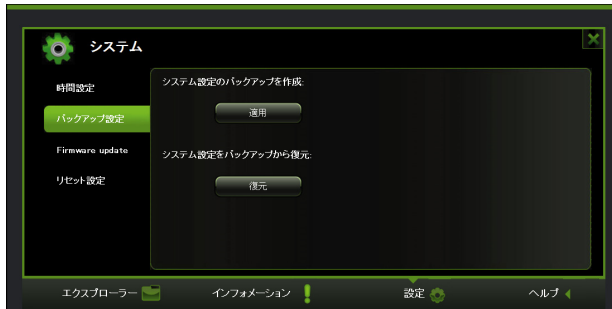 システム
時間設定
バックアップ設定
Firmware update
リセット設定
システム設定のバックアップを作成:
適用
システム設定をバックアップから復元:
復元
エクスプローラー
インフォメーション
設定
ヘルプ